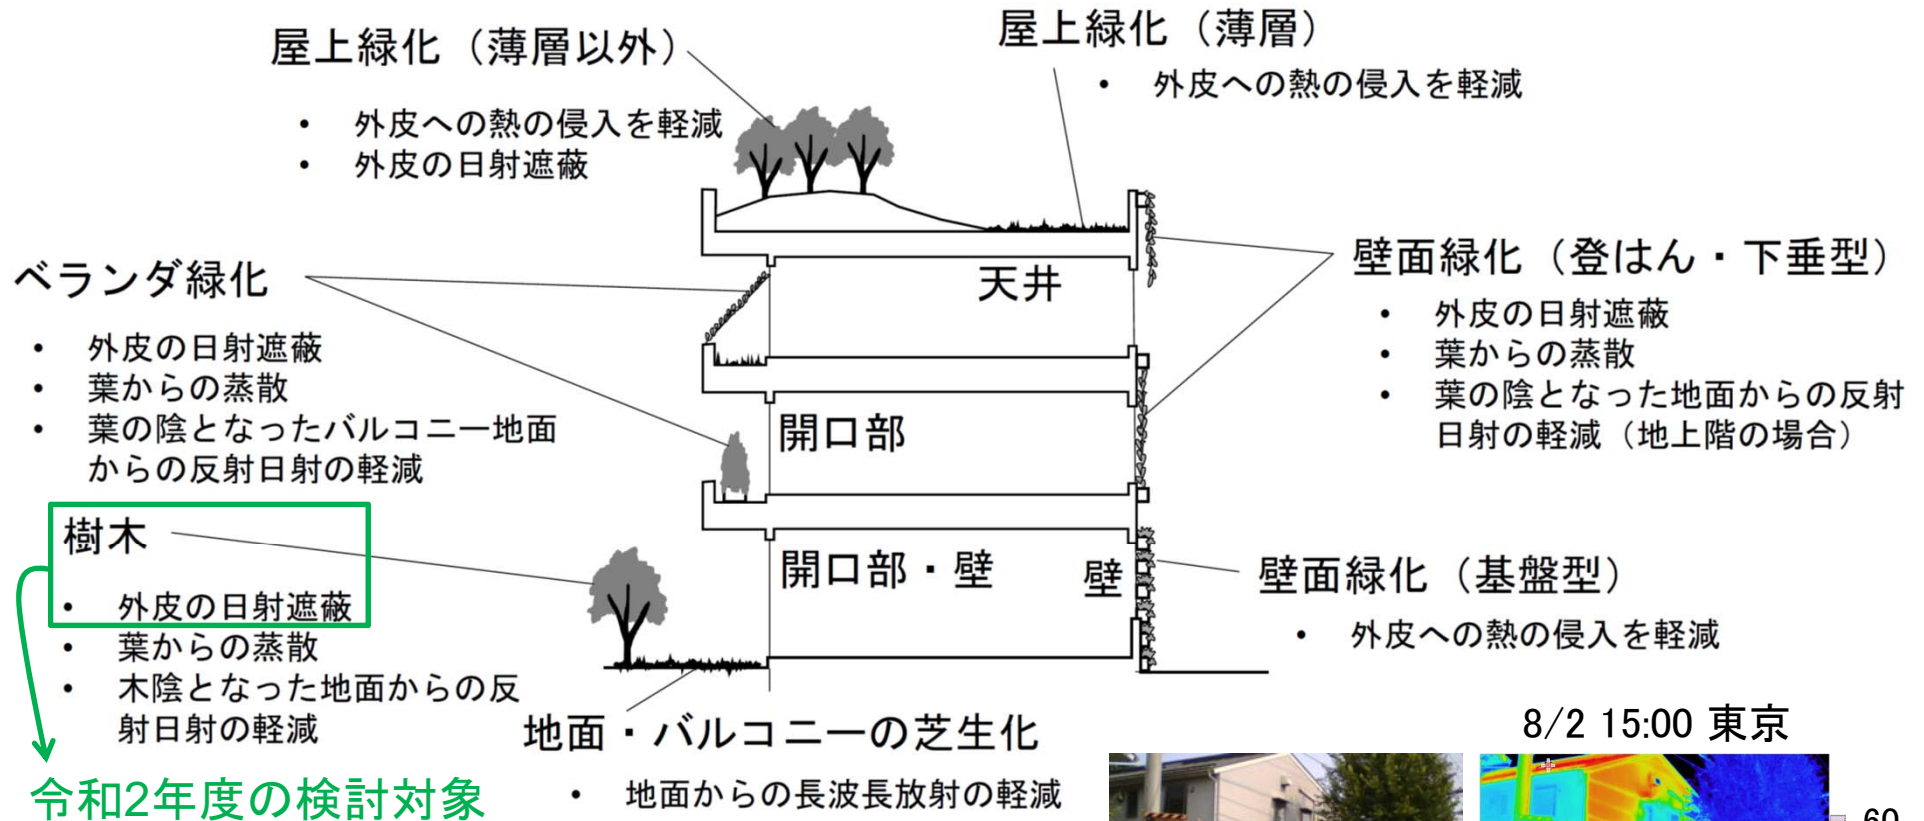 屋上緑化（薄層以外）
• 外皮への熱の侵入を軽減
• 外皮の日射遮蔽
屋上緑化（薄層）
• 外皮への熱の侵入を軽減
ベランダ緑化
• 外皮の日射遮蔽
• 葉からの蒸散
• 葉の陰となったバルコニー地面
からの反射日射の軽減
天井
開口部
開口部・壁
壁
壁面緑化（登はん・下垂型）
• 外皮の日射遮蔽
• 葉からの蒸散
• 葉の陰となった地面からの反射
日射の軽減（地上階の場合）
樹木
• 外皮の日射遮蔽
• 葉からの蒸散
• 木陰となった地面からの反
射日射の軽減
令和2年度の検討対象
壁面緑化（基盤型）
• 外皮への熱の侵入を軽減
地面・バルコニーの芝生化
• 地面からの長波長放射の軽減
8/2 15:00 東京
60